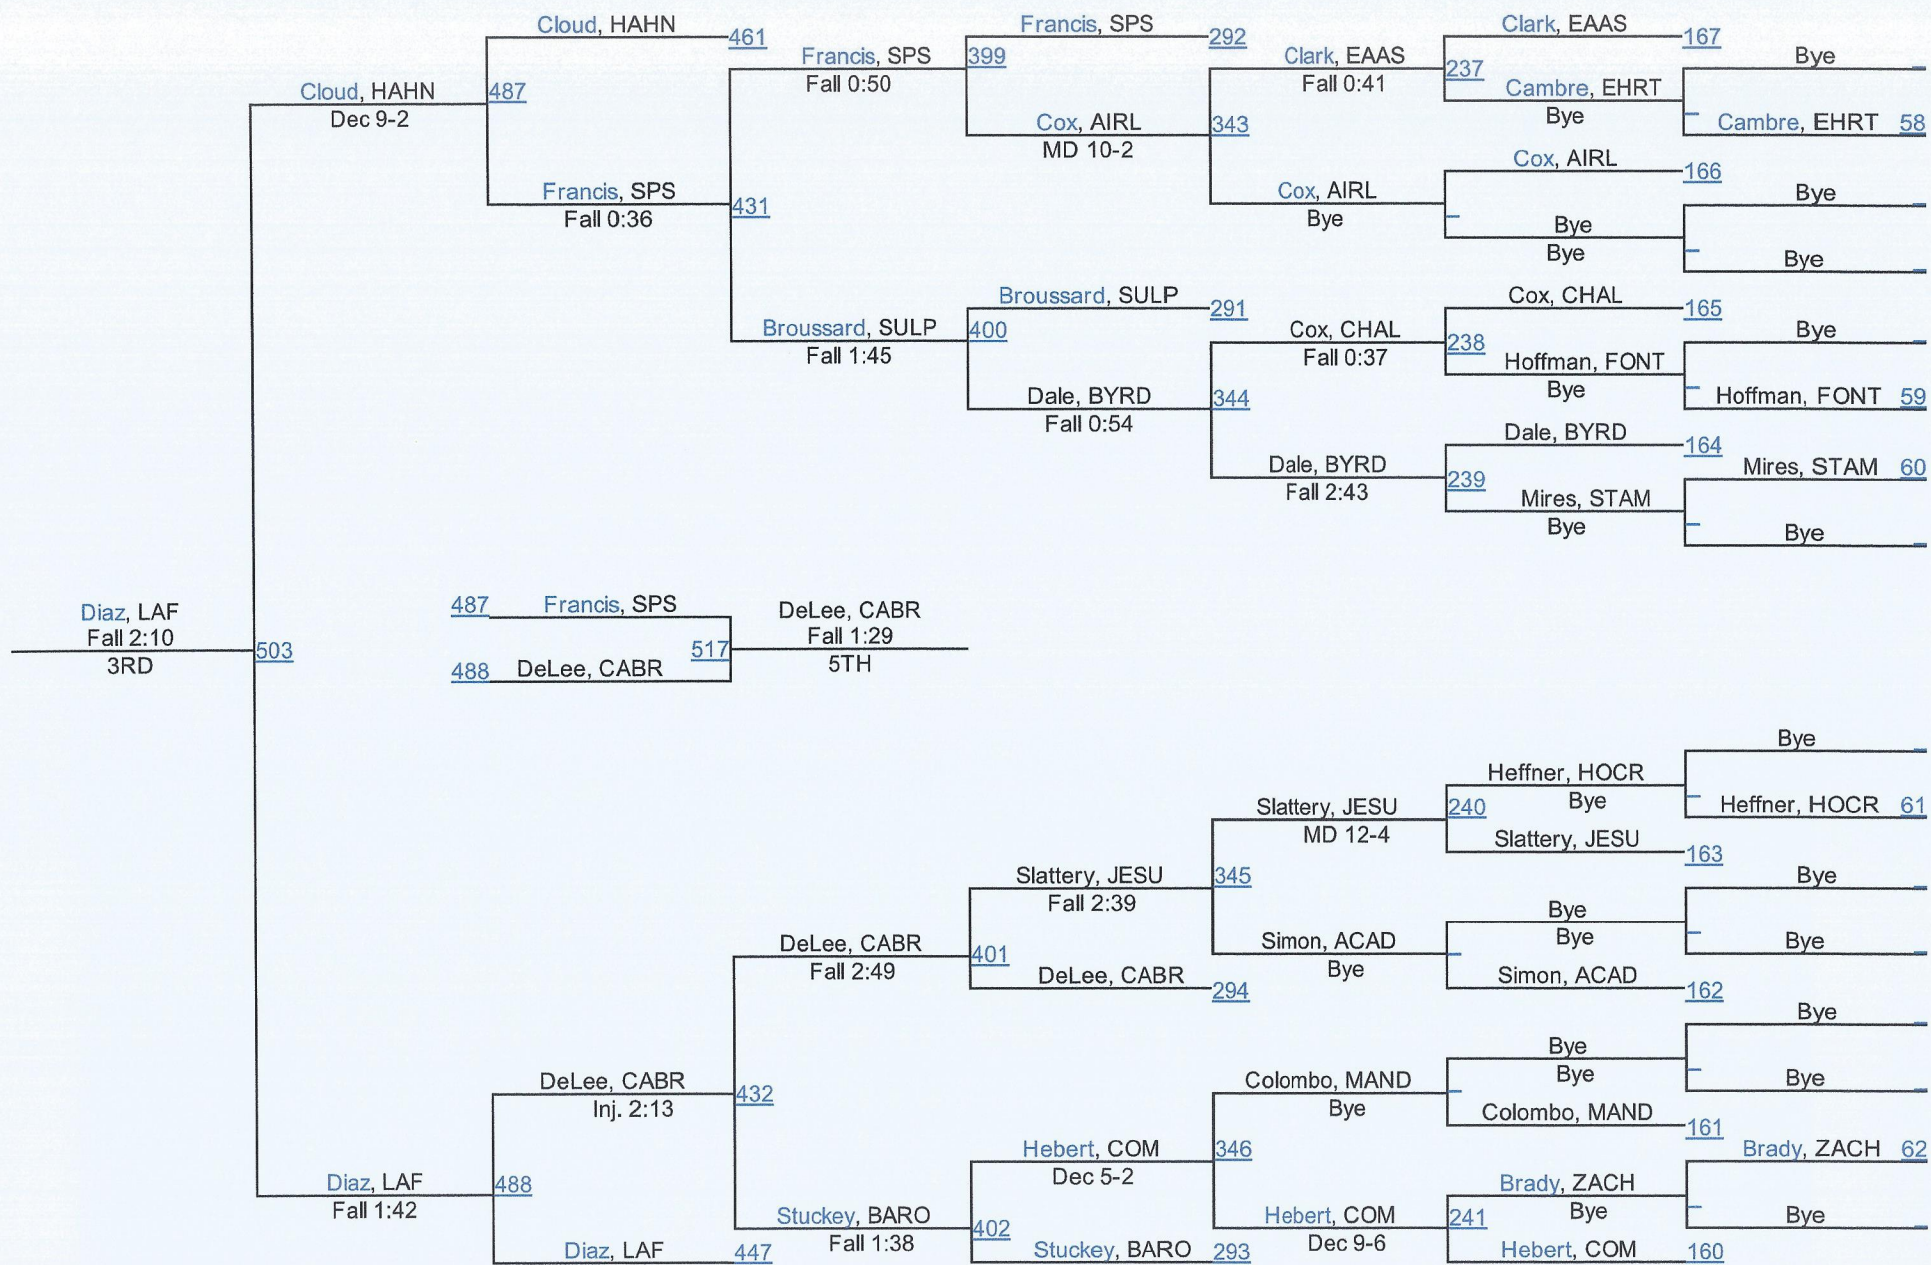 Cloud, HAHN
461
Francis, SPS
292
Clark, EAAS
167
Francis, SPS
Fall 0:50
399
Clark, EAAS
Fall 0:41
237
Bye
Cloud, HAHN
Dec 9-2
487
Cambre, EHRT
Bye
Cox, AIRL
MD 10-2
343
Cambre, EHRT 58
Cox, AIRL
166
Francis, SPS
Fall 0:36
431
Cox, AIRL
Bye
Bye
Bye
Bye
Bye
Broussard, SULP
291
Cox, CHAL
165
Broussard, SULP
Fall 1:45
400
Cox, CHAL
Fall 0:37
238
Bye
Hoffman, FONT
Bye
Dale, BYRD
Fall 0:54
344
Hoffman, FONT 59
Dale, BYRD
164
Dale, BYRD
Fall 2:43
239
Mires, STAM 60
Mires, STAM
Bye
Bye
Diaz, LAF
Fall 2:10
3RD
503
487
Francis, SPS
517
DeLee, CABR
Fall 1:29
5TH
488
DeLee, CABR
Bye
Heffner, HOCR
Bye
Slattery, JESU
MD 12-4
240
Heffner, HOCR 61
Slattery, JESU
163
Slattery, JESU
Fall 2:39
345
Bye
Bye
Bye
DeLee, CABR
Fall 2:49
401
Simon, ACAD
Bye
Bye
DeLee, CABR
294
Simon, ACAD
162
Bye
Bye
Bye
DeLee, CABR
Inj. 2:13
432
Colombo, MAND
Bye
Bye
Colombo, MAND
161
Hebert, COM
Dec 5-2
346
Brady, ZACH 62
Diaz, LAF
Fall 1:42
488
Brady, ZACH
Bye
Stuckey, BARO
Fall 1:38
402
Hebert, COM
Dec 9-6
241
Bye
Diaz, LAF
447
Stuckey, BARO
293
Hebert, COM
160